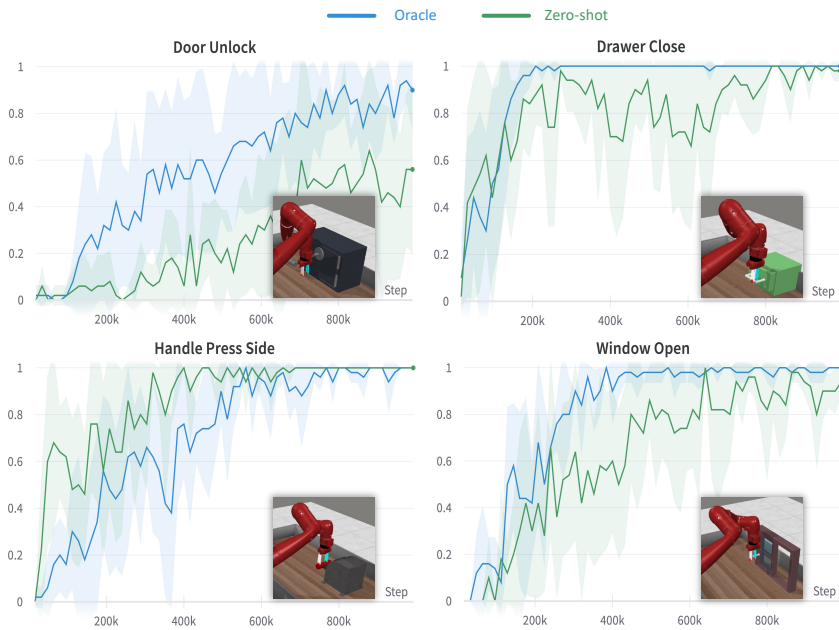 Oracle Zero-shot
Door Unlock
1
0.8
0.6
0.4
0.2
0
200k 400k 600k 800k
Step
Drawer Close
1
0.8
0.6
0.4
0.2
0
200k 400k 600k 800k
Step
Handle Press Side
1
0.8
0.6
0.4
0.2
0
200k 400k 600k 800k
Step
Window Open
1
0.8
0.6
0.4
0.2
0
200k 400k 600k 800k
Step